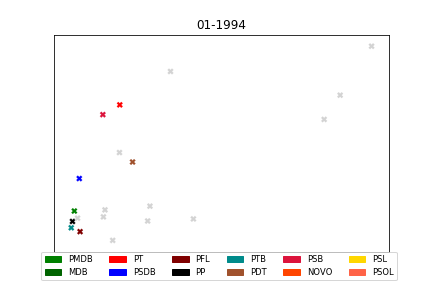 01-1994
PMDB PT PFL PTB PSB PSL
MDB PSDB PP PDT NOVO PSOL